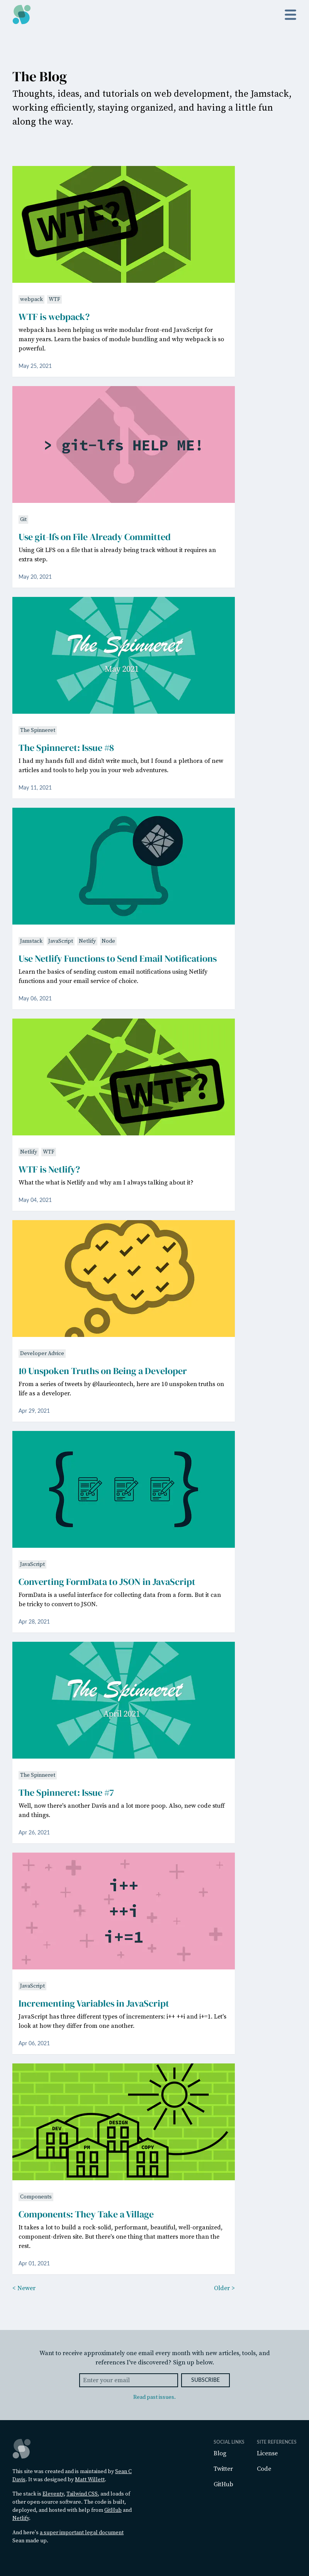 The Blog
Thoughts, ideas, and tutorials on web development, the Jamstack,
working efficiently, staying organized, and having a little fun
along the way.
WTF?
webpack WTF
WTF is webpack?
webpack has been helping us write modular front-end JavaScript for
many years. Learn the basics of module bundling and why webpack is so
powerful.
May 25, 2021
> git-lfs HELP ME!
Git
Use git-lfs on File Already Committed
Using Git LFS on a file that is already being track without it requires an
extra step.
May 20, 2021
The Spinneret
May 2021
The Spinneret
The Spinneret: Issue #8
I had my hands full and didn't write much, but I found a plethora of new
articles and tools to help you in your web adventures.
May 11, 2021
Jamstack JavaScript Netlify Node
Use Netlify Functions to Send Email Notifications
Learn the basics of sending custom email notifications using Netlify
functions and your email service of choice.
May 06, 2021
WTF?
Netlify WTF
WTF is Netlify?
What the what is Netlify and why am I always talking about it?
May 04, 2021
Developer Advice
10 Unspoken Truths on Being a Developer
From a series of tweets by @laurieontech, here are 10 unspoken truths on
life as a developer.
Apr 29, 2021
{ }
JavaScript
Converting FormData to JSON in JavaScript
FormData is a useful interface for collecting data from a form. But it can
be tricky to convert to JSON.
Apr 28, 2021
The Spinneret
April 2021
The Spinneret
The Spinneret: Issue #7
Well, now there's another Davis and a lot more poop. Also, new code stuff
and things.
Apr 26, 2021
i++
++i
i+=1
JavaScript
Incrementing Variables in JavaScript
JavaScript has three different types of incrementers: i++ ++i and i+=1. Let's
look at how they differ from one another.
Apr 06, 2021
DEV
PM
DESIGN
COPY
Components
Components: They Take a Village
It takes a lot to build a rock-solid, performant, beautiful, well-organized,
component-driven site. But there's one thing that matters more than the
rest.
Apr 01, 2021
< Newer
Older >
Want to receive approximately one email every month with new articles, tools, and
references I've discovered? Sign up below.
Enter your email
SUBSCRIBE
Read past issues.
This site was created and is maintained by Sean C
Davis. It was designed by Matt Willett.
The stack is Eleventy, Tailwind CSS, and loads of
other open-source software. The code is built,
deployed, and hosted with help from GitHub and
Netlify.
And here's a super important legal document
Sean made up.
SOCIAL LINKS
Blog
Twitter
GitHub
SITE REFERENCES
License
Code